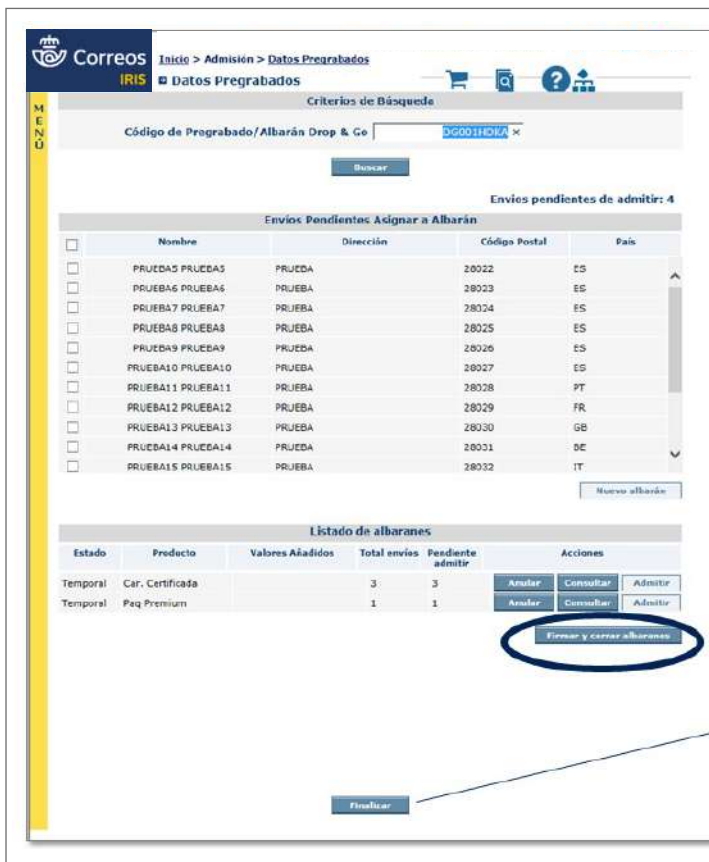 Correos
IRIS
Inicio > Admisión > Datos Pregrabados
Datos Pregrabados
?
MENÚ
Criterios de Búsqueda
Código de Pregrabado/Albarán Drop & Go DG001HDKA ×
Buscar
Envíos pendientes de admitir: 4
Envíos Pendientes Asignar a Albarán
Nombre Dirección Código Postal País
PRUEBA5 PRUEBA5 PRUEBA 28022 ES
PRUEBA6 PRUEBA6 PRUEBA 28023 ES
PRUEBA7 PRUEBA7 PRUEBA 28024 ES
PRUEBA8 PRUEBA8 PRUEBA 28025 ES
PRUEBA9 PRUEBA9 PRUEBA 28026 ES
PRUEBA10 PRUEBA10 PRUEBA 28027 ES
PRUEBA11 PRUEBA11 PRUEBA 28028 PT
PRUEBA12 PRUEBA12 PRUEBA 28029 FR
PRUEBA13 PRUEBA13 PRUEBA 28030 GB
PRUEBA14 PRUEBA14 PRUEBA 28031 BE
PRUEBA15 PRUEBA15 PRUEBA 28032 IT
Nuevo albarán
Listado de albaranes
Estado Producto Valores Añadidos Total envíos Pendiente admitir Acciones
Temporal Car. Certificada 3 3 Anular Consultar Admitir
Temporal Paq Premium 1 1 Anular Consultar Admitir
Firmar y cerrar albaranes
Finalizar